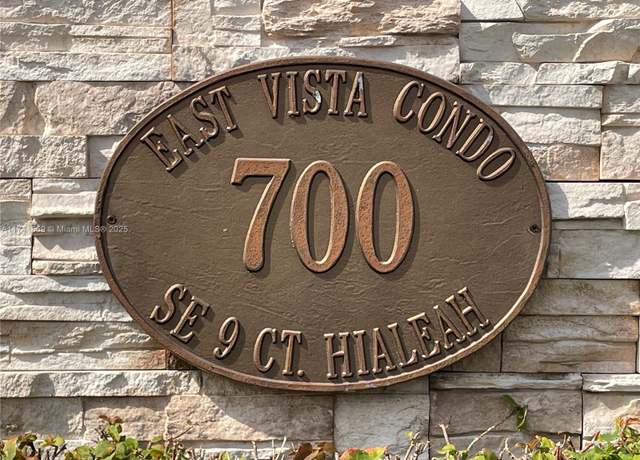 EAST VISTA CONDO
700
SE 9 CT. HIALEAH
© Miami MLS® 2025.